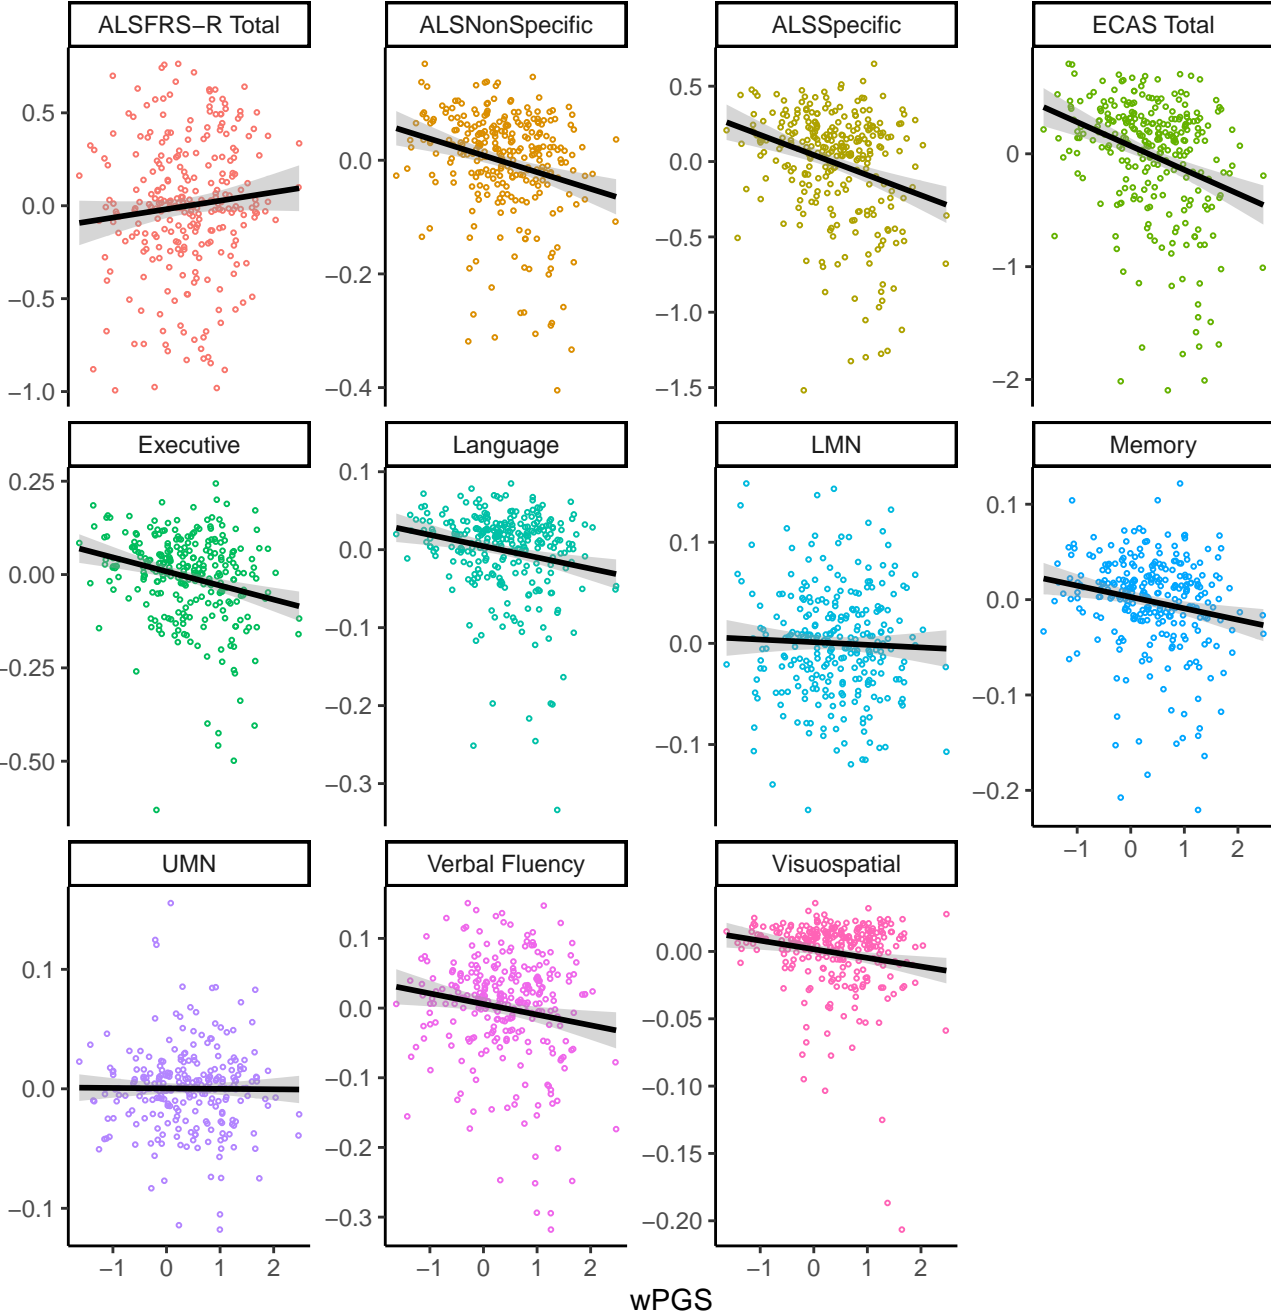 ALSFRS−R Total
ALSNonSpecific
ALSSpecific
ECAS Total
0.5
0.0
−0.5
−1.0
0.0
−0.2
−0.4
0.5
0.0
−0.5
−1.0
−1.5
0
−1
−2
Executive
Language
LMN
Memory
0.25
0.00
−0.25
−0.50
0.1
0.0
−0.1
−0.2
−0.3
0.1
0.0
−0.1
0.1
0.0
−0.1
−0.2
−1 0 1 2
UMN
Verbal Fluency
Visuospatial
0.1
0.0
−0.1
0.1
0.0
−0.1
−0.2
−0.3
0.00
−0.05
−0.10
−0.15
−0.20
−1 0 1 2
−1 0 1 2
−1 0 1 2
wPGS